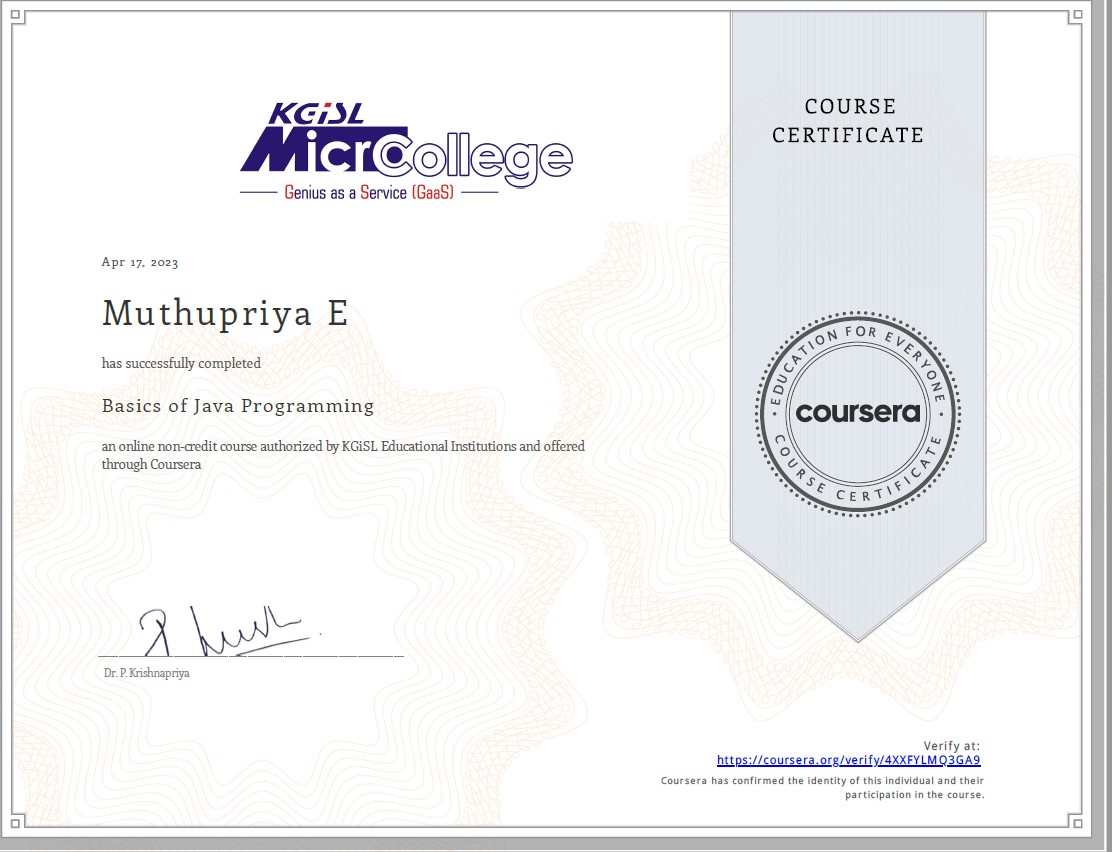 KGiSL
MicroCollege
Genius as a Service (GaaS)
COURSE
CERTIFICATE
Apr 17, 2023
Muthupriya E
has successfully completed
Basics of Java Programming
an online non-credit course authorized by KGiSL Educational Institutions and offered
through Coursera
EDUCATION FOR EVERYONE
coursera
COURSE CERTIFICATE
Dr. P. Krishnapriya
Verify at:
https://coursera.org/verify/4XXFYLMQ3GA9
Coursera has confirmed the identity of this individual and their
participation in the course.